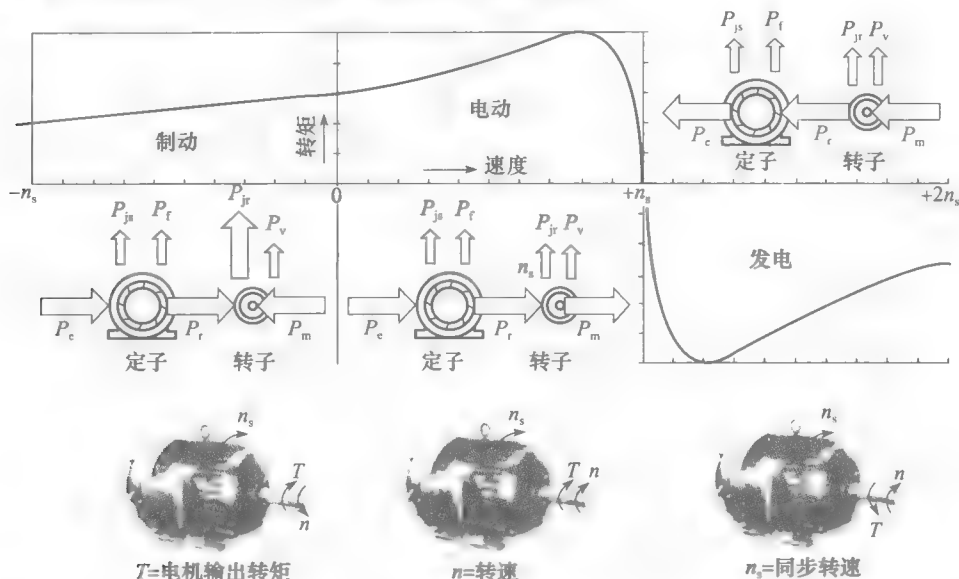 P_js P_f P_jr P_v
制动
电动
转矩
速度
P_e P_r P_m
定子 转子
-n_s 0 +n_s +2n_s
P_js P_f P_jr P_v
P_e P_r P_m
定子 转子
P_js P_f P_jr P_v
n_s
P_e P_r P_m
定子 转子
发电
n_s
T
n
n_s
T n
n_s
n
T
T=电机输出转矩
n=转速
n_s=同步转速